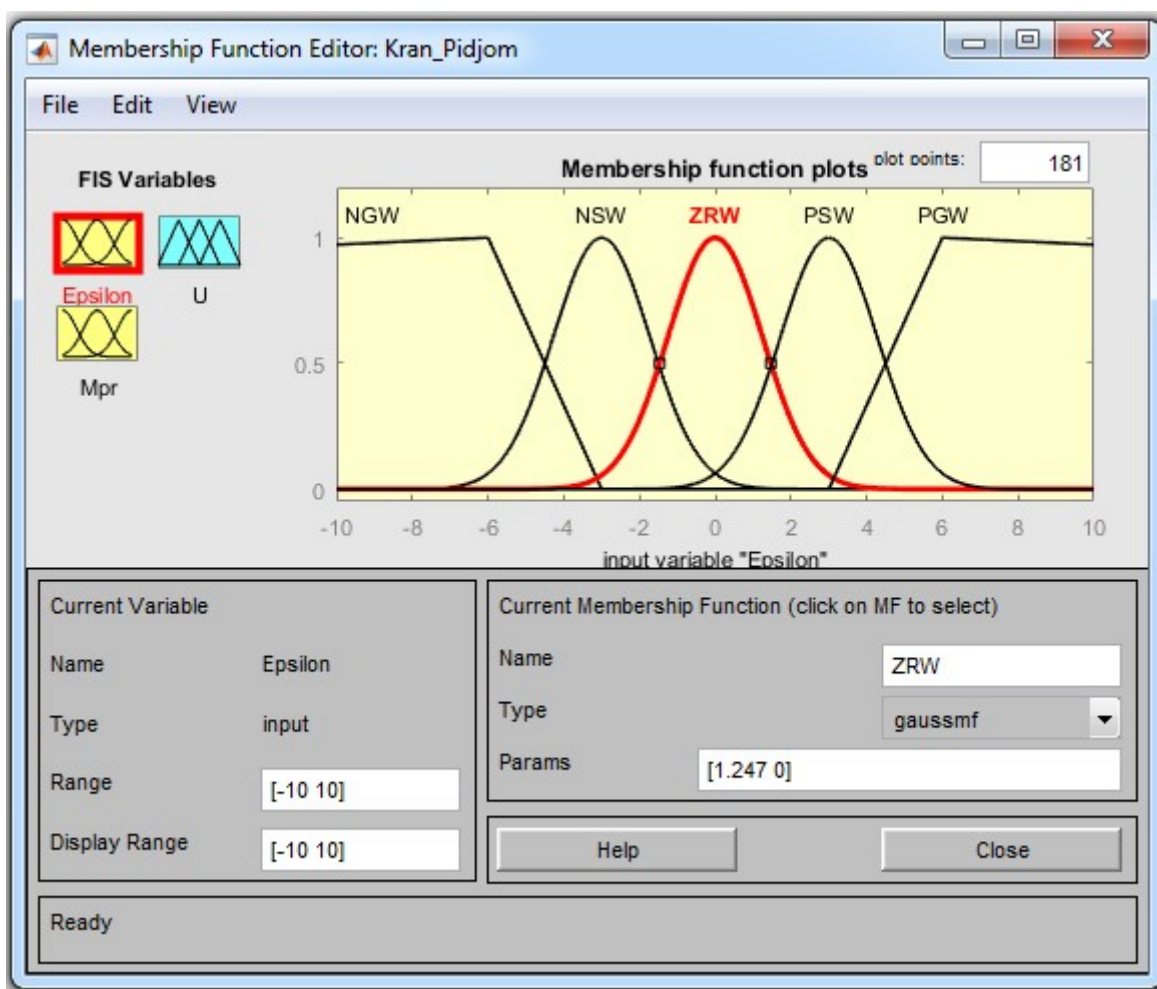 Membership Function Editor: Kran_Pidjom
File Edit View
FIS Variables
Epsilon
U
Mpr
Membership function plots plot points: 181
NGW NSW ZRW PSW PGW
1
0.5
0
-10 -8 -6 -4 -2 0 2 4 6 8 10
input variable "Epsilon"
Current Variable
Name Epsilon
Type input
Range [-10 10]
Display Range [-10 10]
Current Membership Function (click on MF to select)
Name ZRW
Type gaussmf
Params [1.247 0]
Help Close
Ready